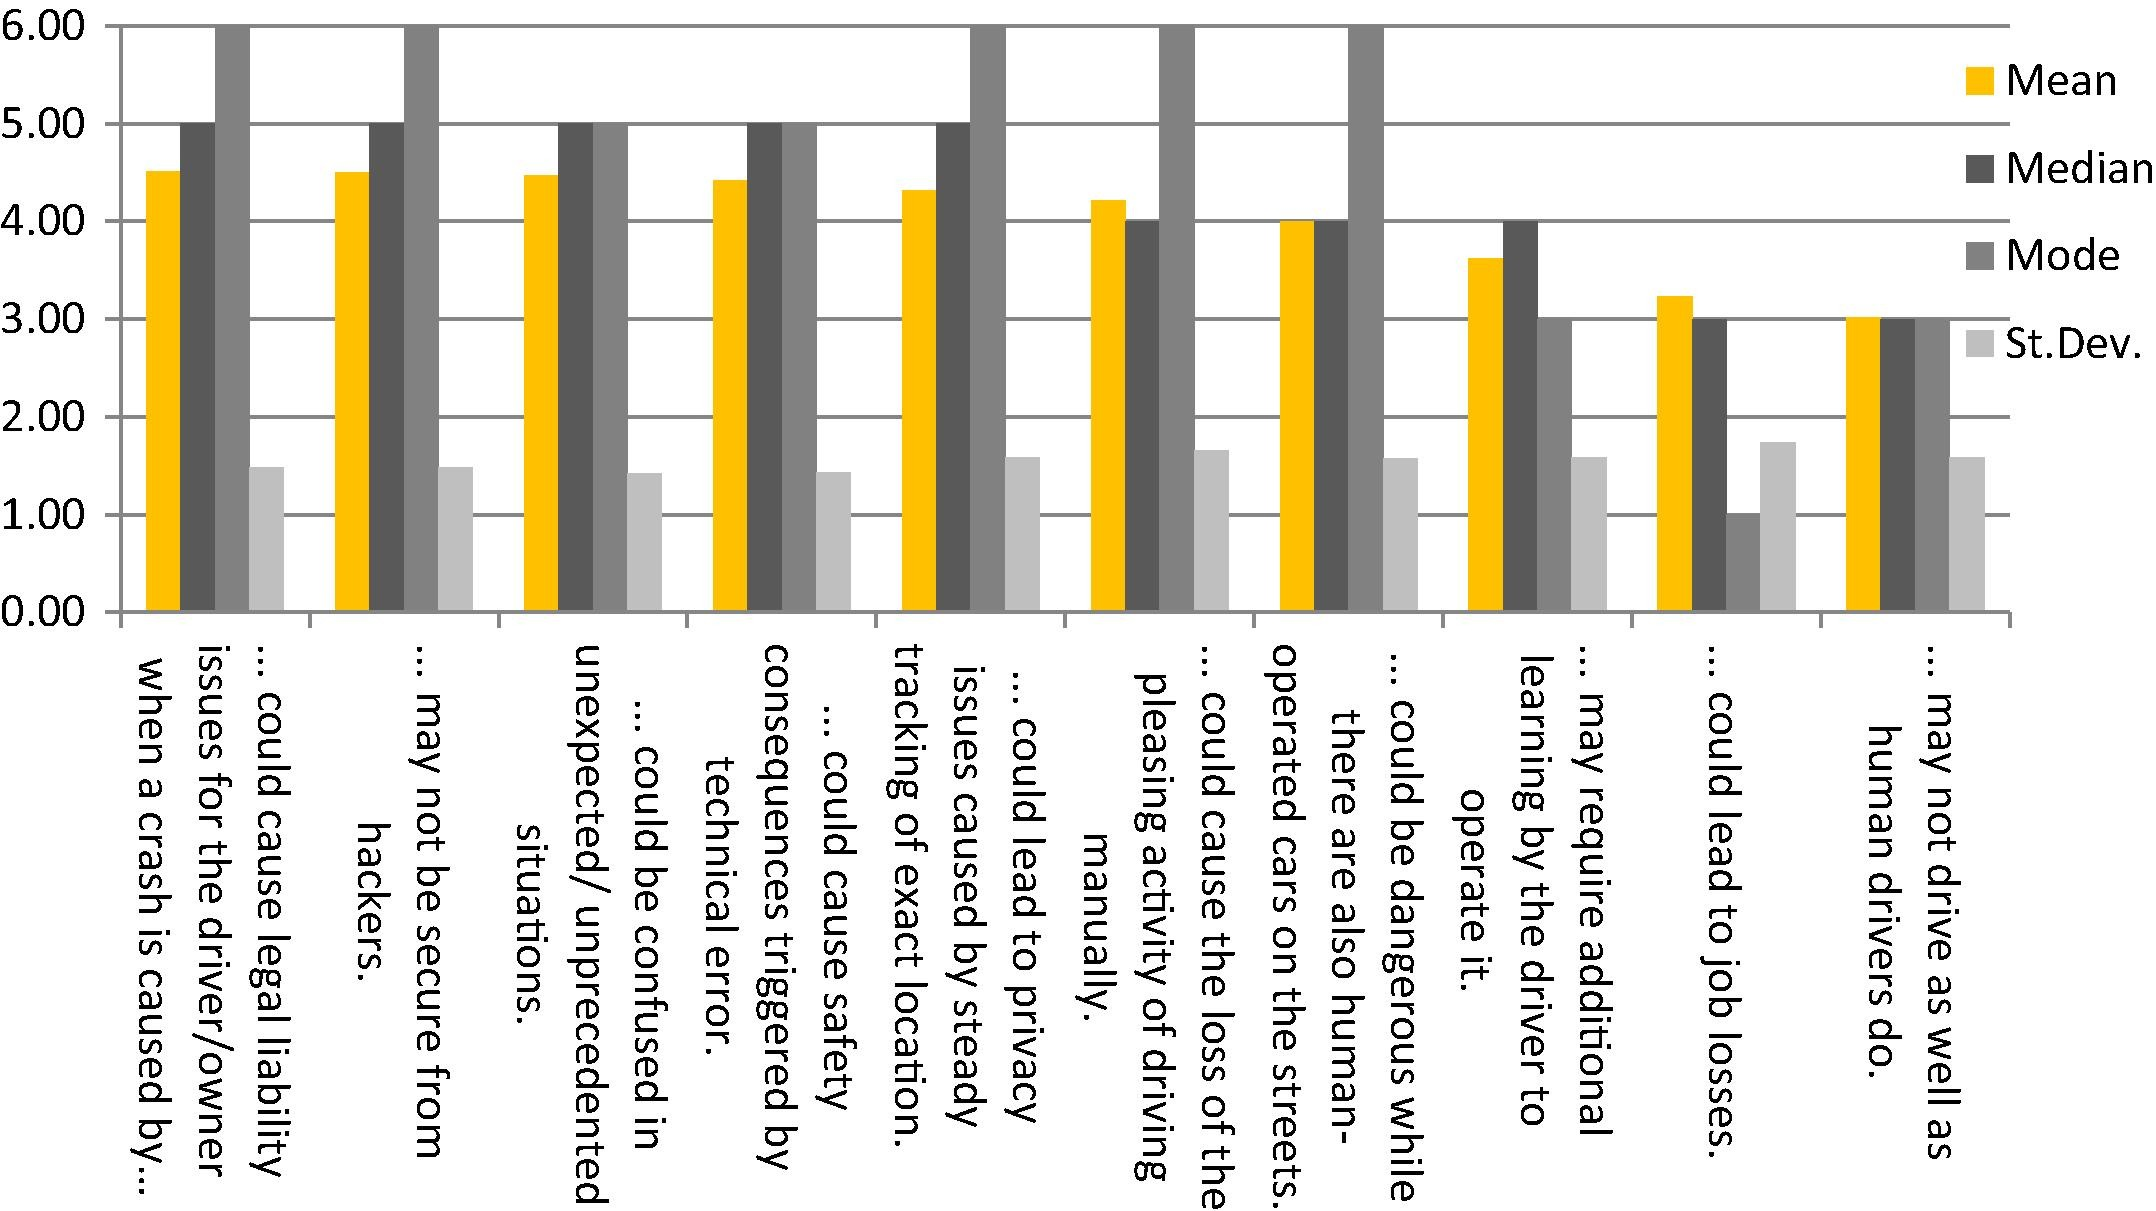 6.00
5.00
4.00
3.00
2.00
1.00
0.00
Mean
Median
Mode
St.Dev.
... could cause legal liability
issues for the driver/owner
when a crash is caused by...
... may not be secure from
hackers.
... could be confused in
unexpected/ unprecedented
situations.
... could cause safety
consequences triggered by
technical error.
... could lead to privacy
issues caused by steady
tracking of exact location.
... could cause the loss of the
pleasing activity of driving
manually.
... could be dangerous while
there are also human-
operated cars on the streets.
... may require additional
learning by the driver to
operate it.
... could lead to job losses.
... may not drive as well as
human drivers do.